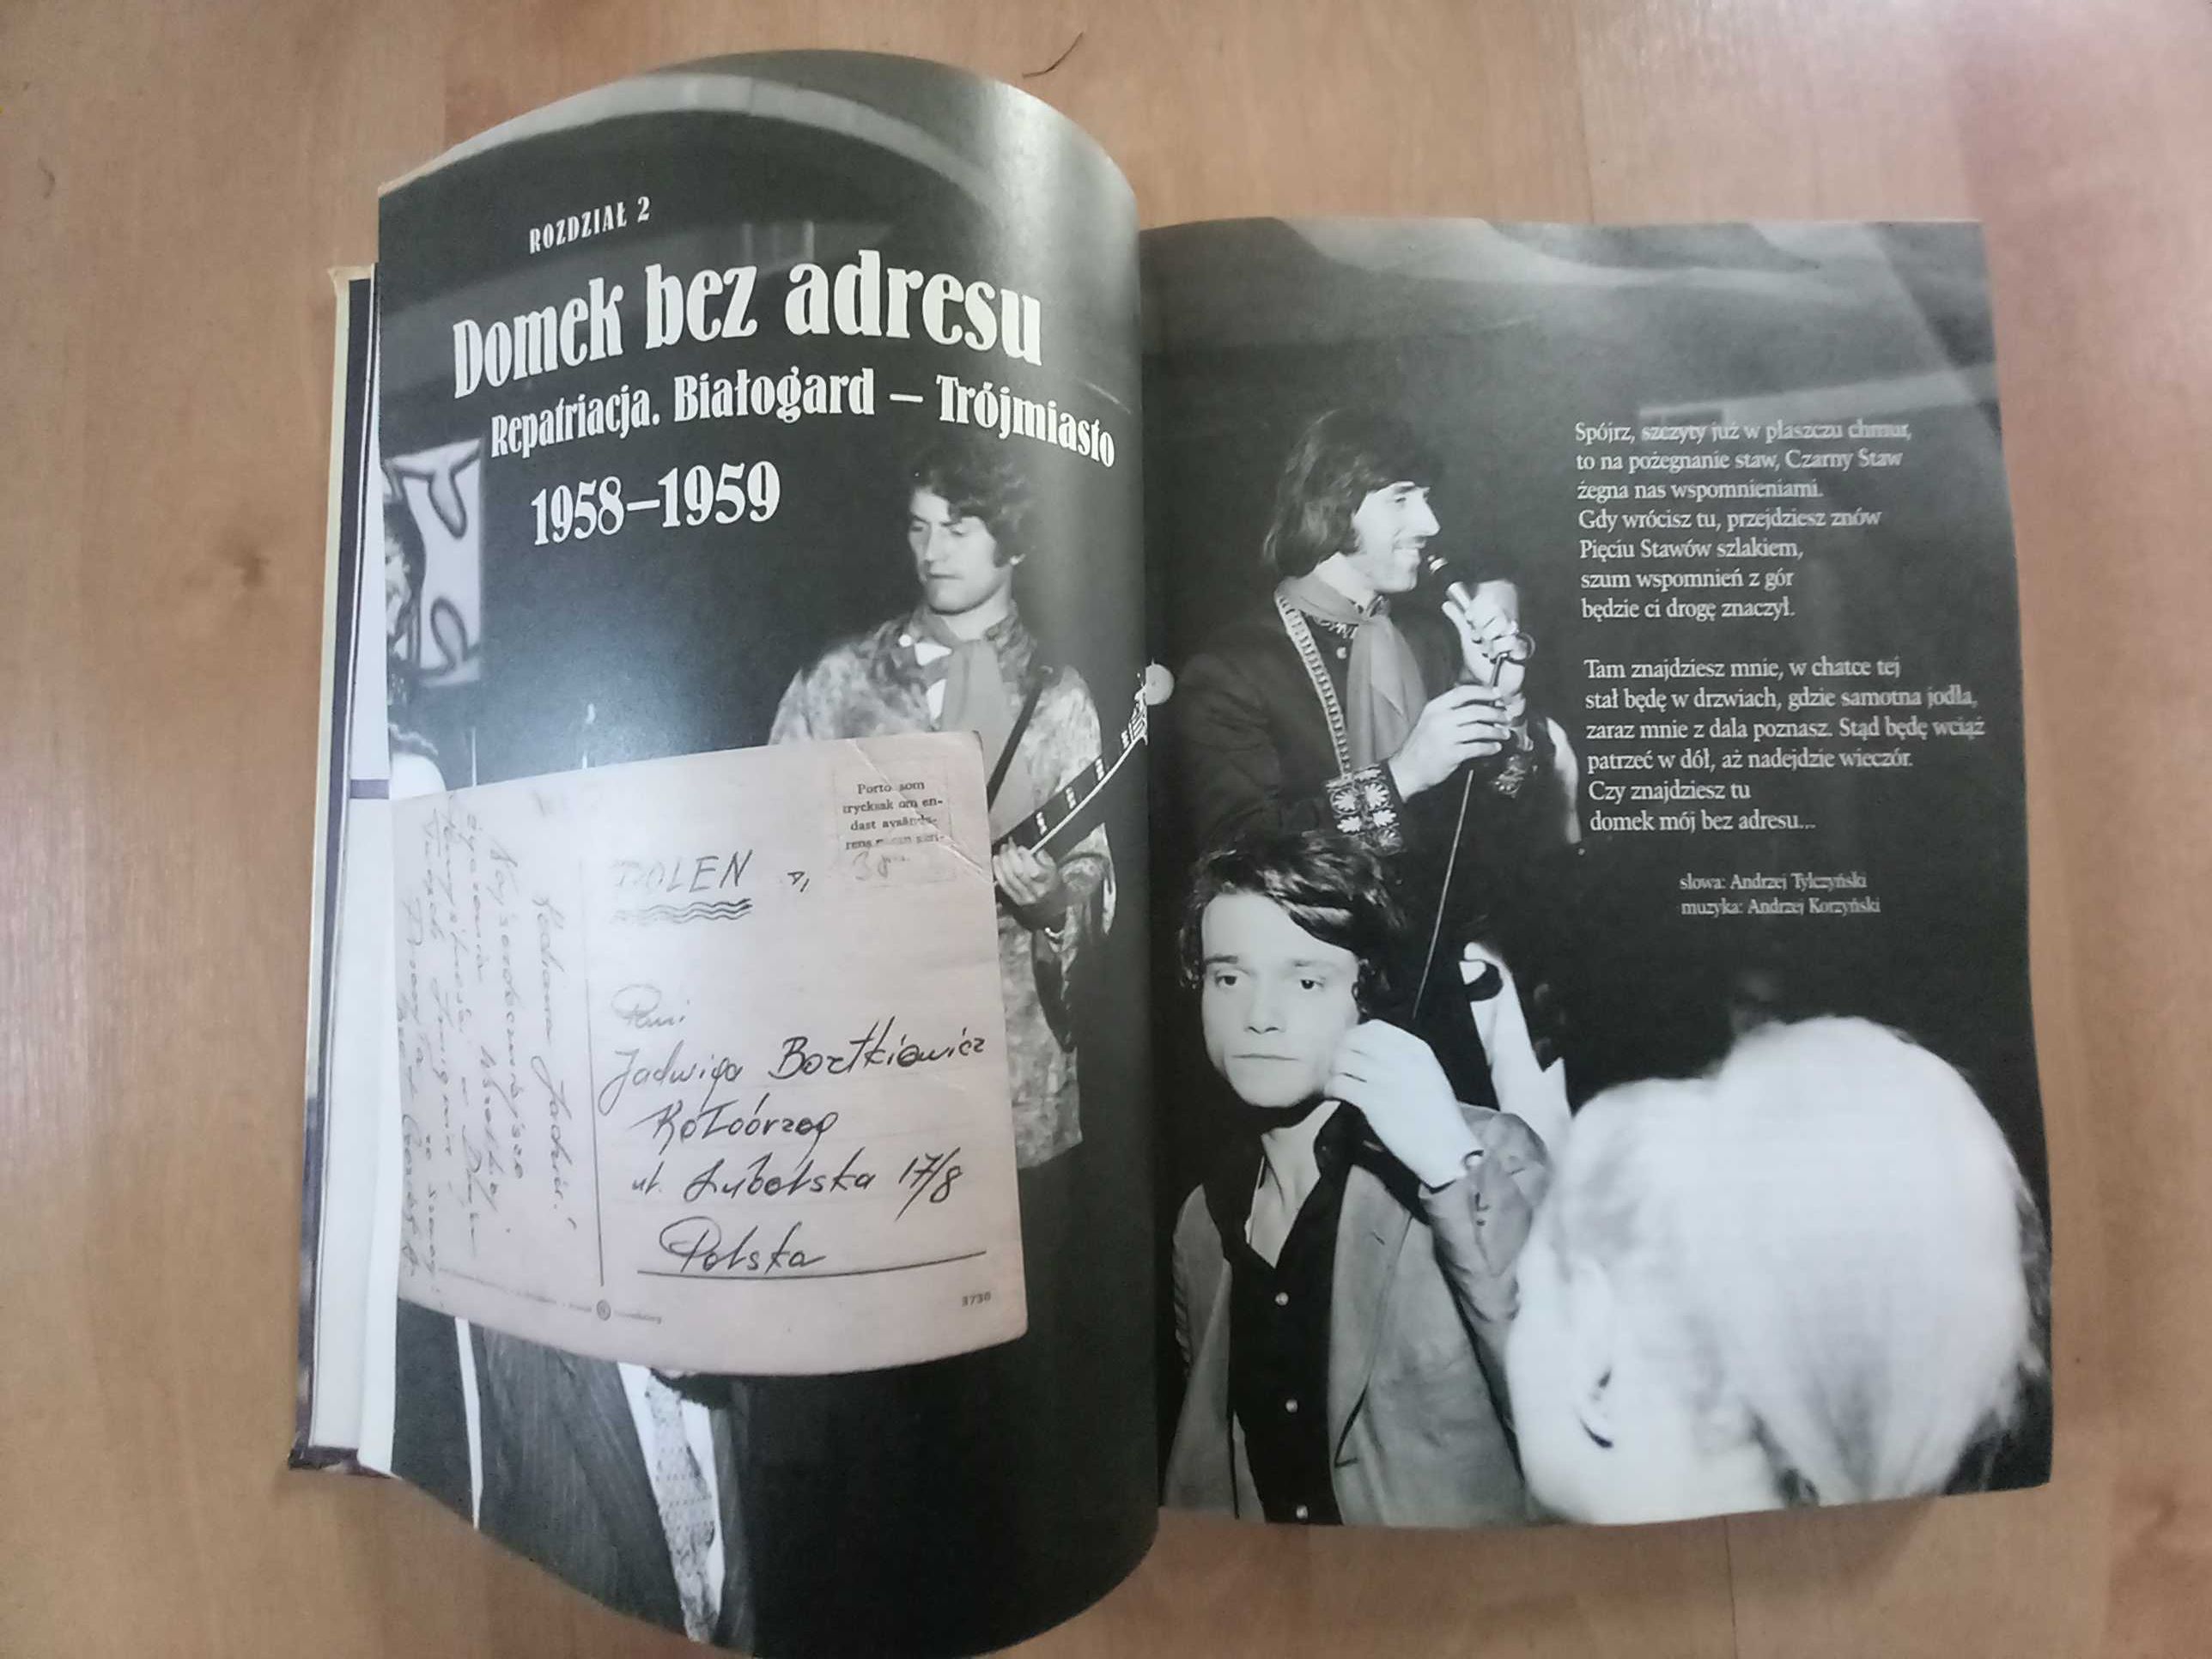 ROZDZIAŁ 2
Domek bez adresu
Repatriacja. Białogard – Trójmiasto
1958–1959
Porto som
trycksak om en-
dast avsända-
rens
POLEN
Pani
Jadwiga Bortkiewicz
Kołobrzeg
ul. Lubelska 17/8
Polska
3730
Kochana Jadziu!
Spójrz, szczyty już w płaszczu chmur,
to na pożegnanie staw, Czarny Staw
żegna nas wspomnieniami.
Gdy wrócisz tu, przejdziesz znów
Pięciu Stawów szlakiem,
szum wspomnień z gór
będzie ci drogę znaczył.
Tam znajdziesz mnie, w chatce tej
stał będę w drzwiach, gdzie samotna jodła,
zaraz mnie z dala poznasz. Stąd będę wciąż
patrzeć w dół, aż nadejdzie wieczór.
Czy znajdziesz tu
domek mój bez adresu...
słowa: Andrzej Tylczyński
muzyka: Andrzej Korzyński